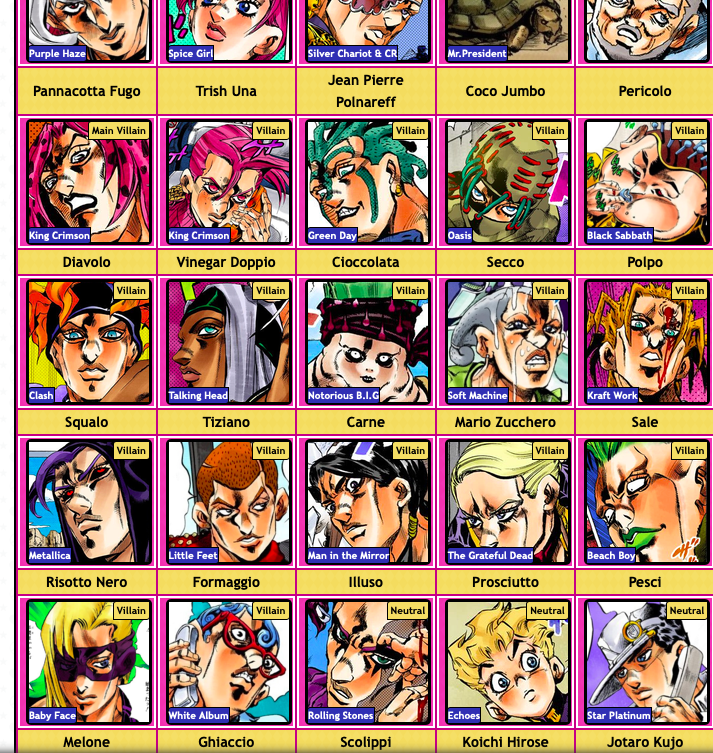 Purple Haze
Spice Girl
Silver Chariot & CR
Mr.President
Pannacotta Fugo
Trish Una
Jean Pierre
Polnareff
Coco Jumbo
Pericolo
Main Villain
Villain
Villain
Villain
Villain
King Crimson
King Crimson
Green Day
Oasis
Black Sabbath
Diavolo
Vinegar Doppio
Cioccolata
Secco
Polpo
Villain
Villain
Villain
Villain
Villain
Clash
Talking Head
Notorious B.I.G
Soft Machine
Kraft Work
Squalo
Tiziano
Carne
Mario Zucchero
Sale
Villain
Villain
Villain
Villain
Villain
Metallica
Little Feet
Man in the Mirror
The Grateful Dead
Beach Boy
Risotto Nero
Formaggio
Illuso
Prosciutto
Pesci
Villain
Villain
Neutral
Neutral
Neutral
Baby Face
White Album
Rolling Stones
Echoes
Star Platinum
Melone
Ghiaccio
Scolippi
Koichi Hirose
Jotaro Kujo